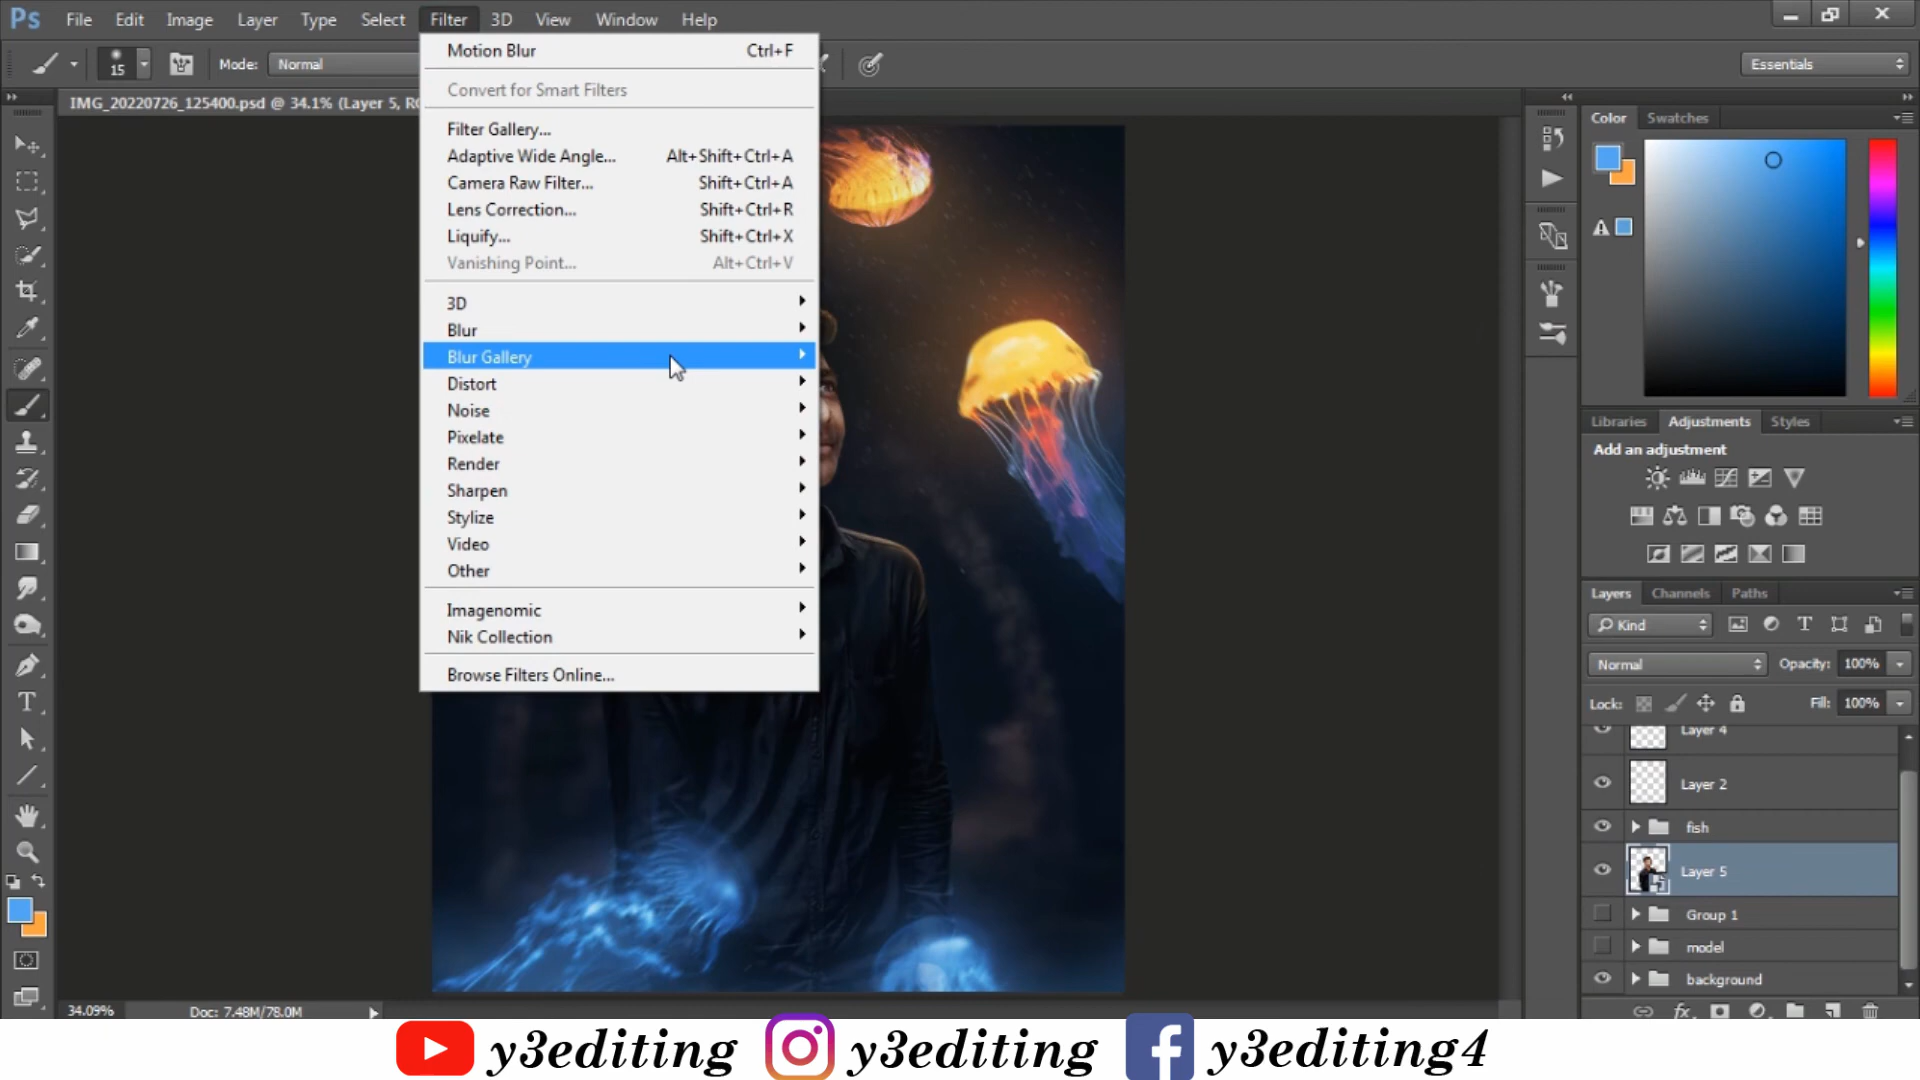 Ps File Edit Image Layer Type Select Filter 3D View Window Help
15 Mode: Normal Essentials
IMG_20220726_125400.psd @ 34.1% (Layer 5, RG
Motion Blur Ctrl+F
Convert for Smart Filters
Filter Gallery...
Adaptive Wide Angle... Alt+Shift+Ctrl+A
Camera Raw Filter... Shift+Ctrl+A
Lens Correction... Shift+Ctrl+R
Liquify... Shift+Ctrl+X
Vanishing Point... Alt+Ctrl+V
3D
Blur
Blur Gallery
Distort
Noise
Pixelate
Render
Sharpen
Stylize
Video
Other
Imagenomic
Nik Collection
Browse Filters Online...
Color Swatches
Libraries Adjustments Styles
Add an adjustment
Layers Channels Paths
Kind
Normal Opacity: 100%
Lock: Fill: 100%
Layer 4
Layer 2
fish
Layer 5
Group 1
model
background
34.09% Doc: 7.48M/78.0M
y3editing y3editing y3editing4